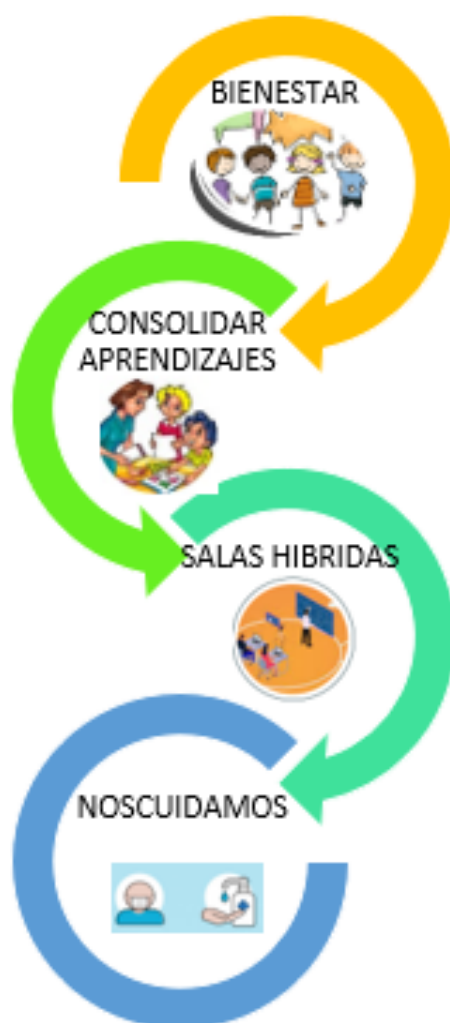 BIENESTAR
CONSOLIDAR
APRENDIZAJES
SALAS HIBRIDAS
NOSCUIDAMOS